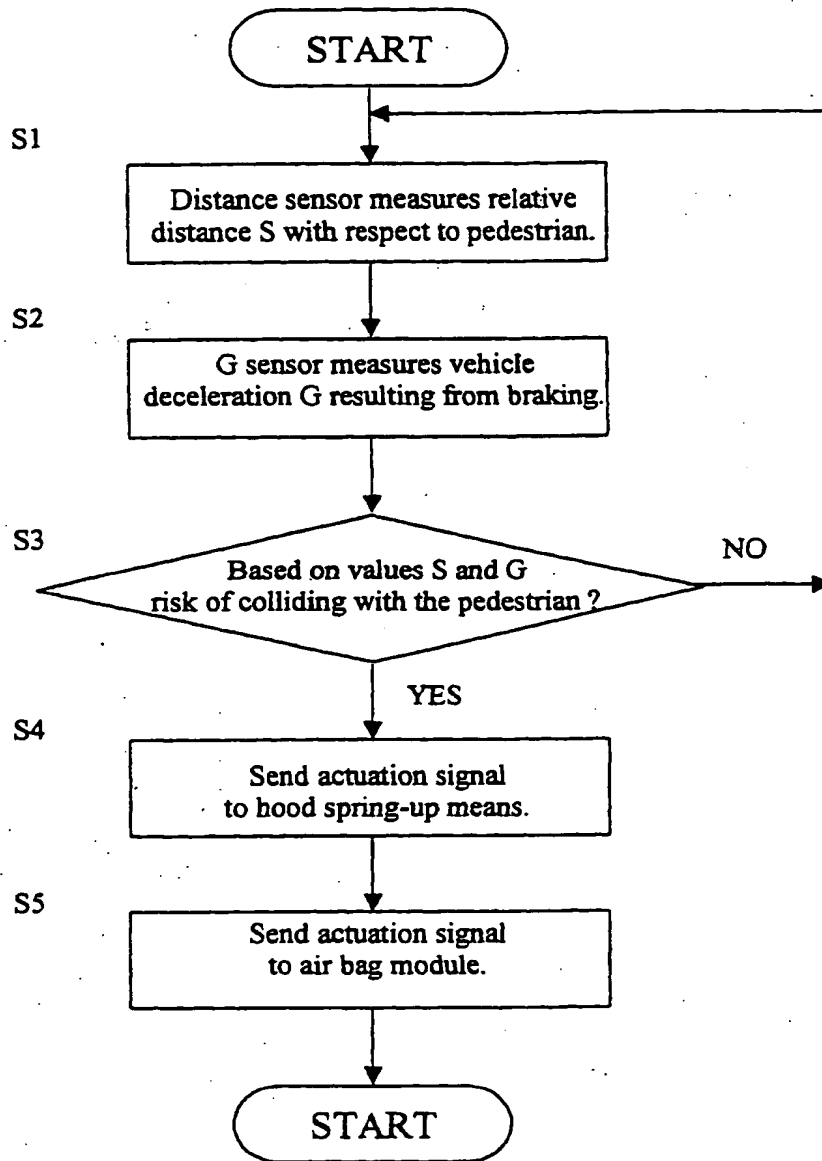 START
S1
Distance sensor measures relative
distance S with respect to pedestrian.
S2
G sensor measures vehicle
deceleration G resulting from braking.
S3
Based on values S and G
risk of colliding with the pedestrian ?
NO
YES
S4
Send actuation signal
to hood spring-up means.
S5
Send actuation signal
to air bag module.
START